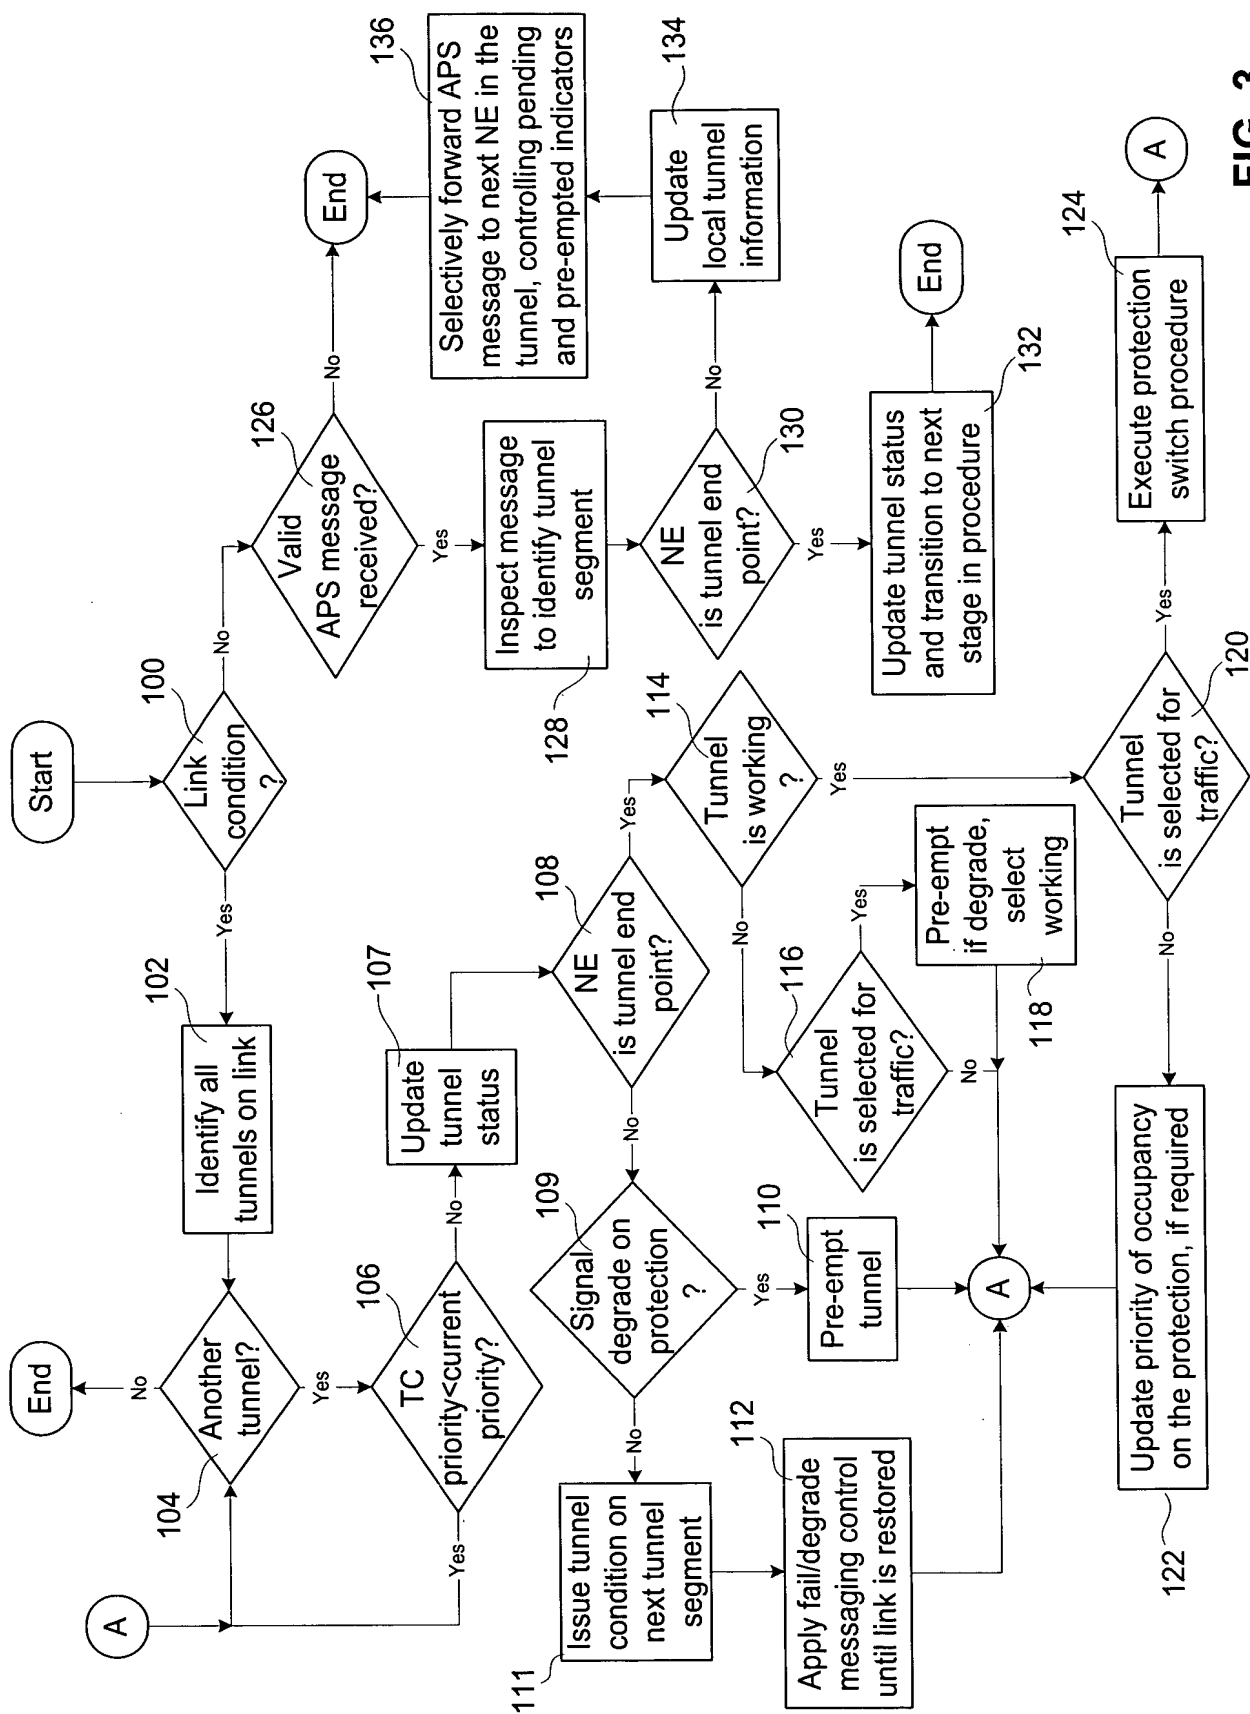 Start
100
Link
condition
?
Yes
No
102
Identify all
tunnels on link
End
No
104
Another
tunnel?
Yes
A
106
TC
priority<current
priority?
Yes
No
107
Update
tunnel
status
108
NE
is tunnel end
point?
No
Yes
109
Signal
degrade on
protection
?
No
Yes
110
Pre-empt
tunnel
111
Issue tunnel
condition on
next tunnel
segment
112
Apply fail/degrade
messaging control
until link is restored
A
114
Tunnel
is working
?
No
Yes
116
Tunnel
is selected for
traffic?
Yes
No
118
Pre-empt
if degrade,
select
working
120
Tunnel
is selected for
traffic?
No
Yes
122
Update priority of occupancy
on the protection, if required
124
Execute protection
switch procedure
A
126
Valid
APS message
received?
No
Yes
End
128
Inspect message
to identify tunnel
segment
130
NE
is tunnel end
point?
No
Yes
132
Update tunnel status
and transition to next
stage in procedure
End
134
Update
local tunnel
information
136
Selectively forward APS
message to next NE in the
tunnel, controlling pending
and pre-empted indicators
FIG. 3